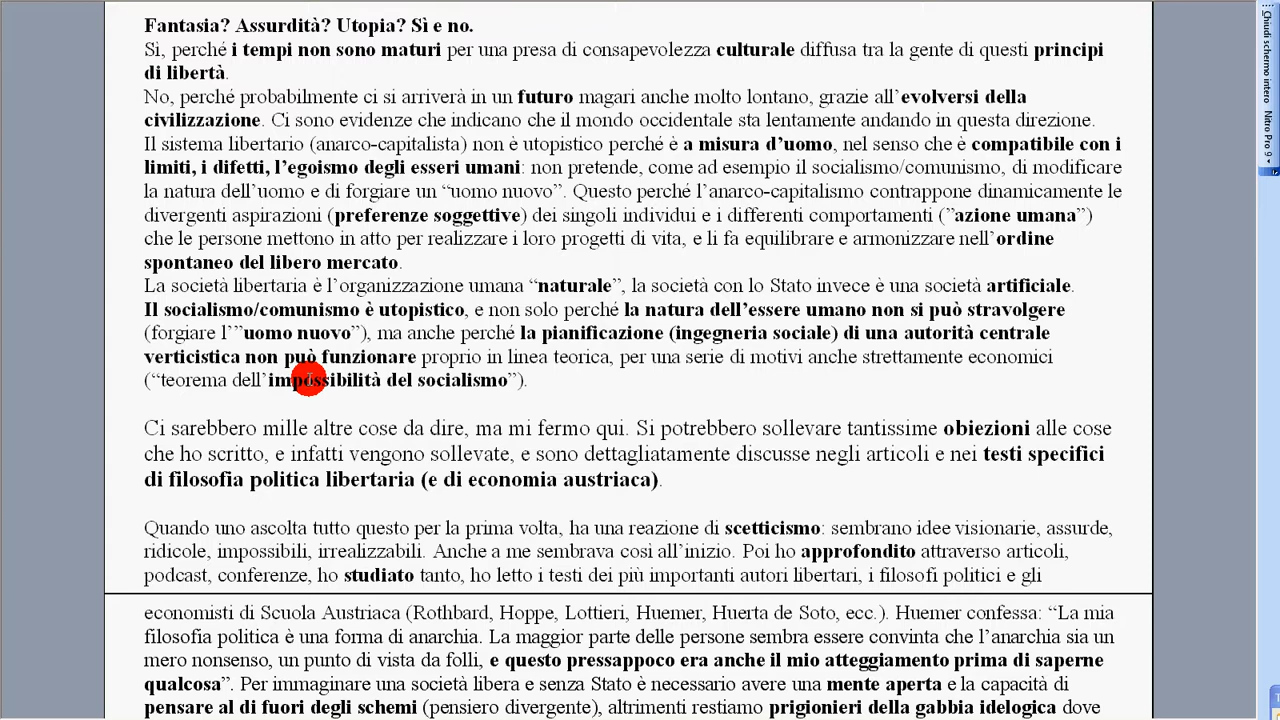 Fantasia? Assurdità? Utopia? Sì e no.
Sì, perché i tempi non sono maturi per una presa di consapevolezza culturale diffusa tra la gente di questi principi
di libertà.
No, perché probabilmente ci si arriverà in un futuro magari anche molto lontano, grazie all’evolversi della
civilizzazione. Ci sono evidenze che indicano che il mondo occidentale sta lentamente andando in questa direzione.
Il sistema libertario (anarco-capitalista) non è utopistico perché è a misura d’uomo, nel senso che è compatibile con i
limiti, i difetti, l’egoismo degli esseri umani: non pretende, come ad esempio il socialismo/comunismo, di modificare
la natura dell’uomo e di forgiare un “uomo nuovo”. Questo perché l’anarco-capitalismo contrappone dinamicamente le
divergenti aspirazioni (preferenze soggettive) dei singoli individui e i differenti comportamenti (”azione umana”)
che le persone mettono in atto per realizzare i loro progetti di vita, e li fa equilibrare e armonizzare nell’ordine
spontaneo del libero mercato.
La società libertaria è l’organizzazione umana “naturale”, la società con lo Stato invece è una società artificiale.
Il socialismo/comunismo è utopistico, e non solo perché la natura dell’essere umano non si può stravolgere
(forgiare l’”uomo nuovo”), ma anche perché la pianificazione (ingegneria sociale) di una autorità centrale
verticistica non può funzionare proprio in linea teorica, per una serie di motivi anche strettamente economici
(“teorema dell’impossibilità del socialismo”).
Ci sarebbero mille altre cose da dire, ma mi fermo qui. Si potrebbero sollevare tantissime obiezioni alle cose
che ho scritto, e infatti vengono sollevate, e sono dettagliatamente discusse negli articoli e nei testi specifici
di filosofia politica libertaria (e di economia austriaca).
Quando uno ascolta tutto questo per la prima volta, ha una reazione di scetticismo: sembrano idee visionarie, assurde,
ridicole, impossibili, irrealizzabili. Anche a me sembrava così all’inizio. Poi ho approfondito attraverso articoli,
podcast, conferenze, ho studiato tanto, ho letto i testi dei più importanti autori libertari, i filosofi politici e gli
economisti di Scuola Austriaca (Rothbard, Hoppe, Lottieri, Huemer, Huerta de Soto, ecc.). Huemer confessa: “La mia
filosofia politica è una forma di anarchia. La maggior parte delle persone sembra essere convinta che l’anarchia sia un
mero nonsenso, un punto di vista da folli, e questo pressappoco era anche il mio atteggiamento prima di saperne
qualcosa”. Per immaginare una società libera e senza Stato è necessario avere una mente aperta e la capacità di
pensare al di fuori degli schemi (pensiero divergente), altrimenti restiamo prigionieri della gabbia ideologica dove
Chiudi schermo intero Nitro Pro 9